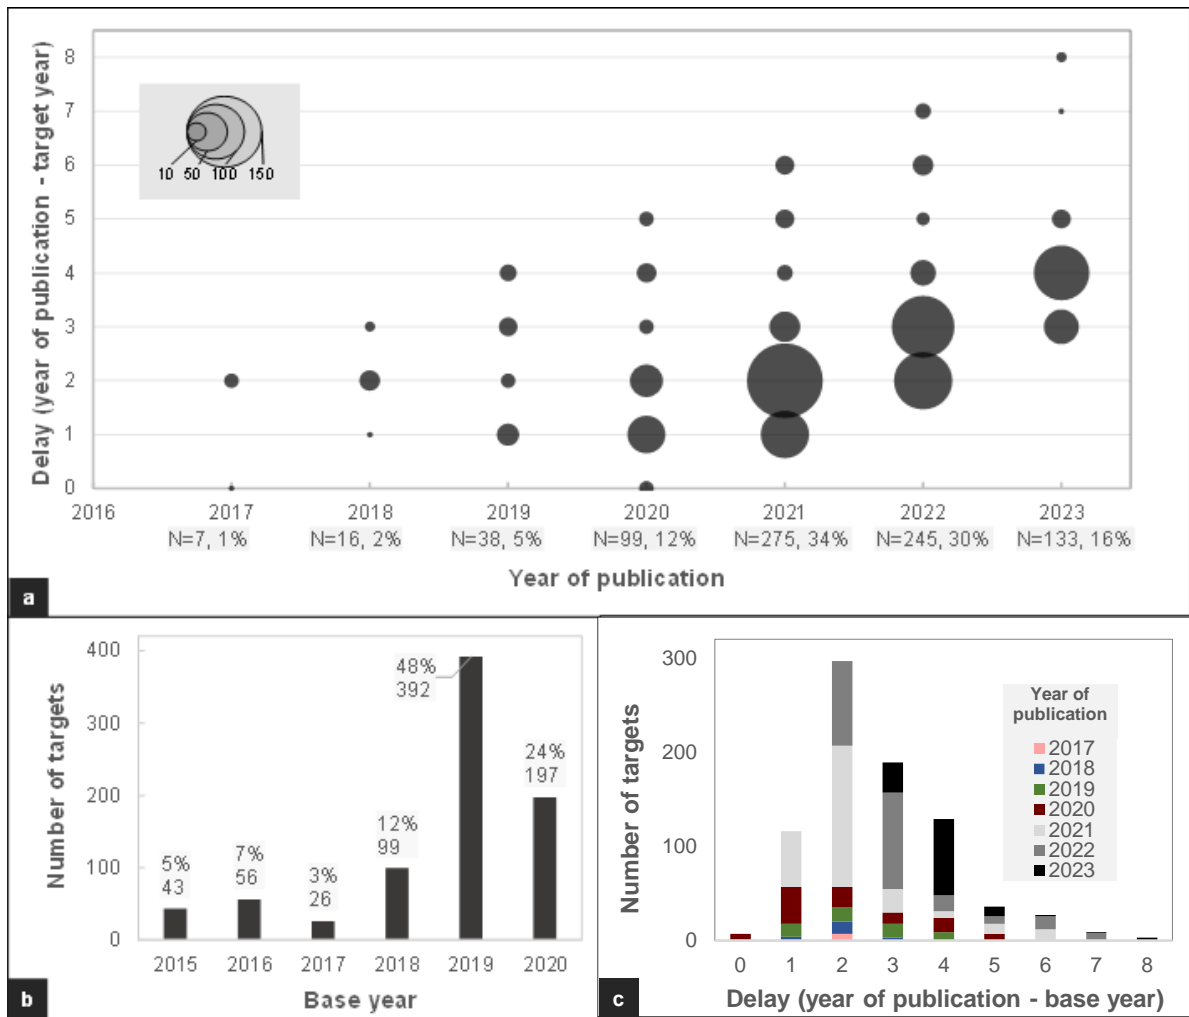 Delay (year of publication - target year)
8
7
6
5
4
3
2
1
0
10 50 100 150
2016 2017 2018 2019 2020 2021 2022 2023
N=7, 1% N=16, 2% N=38, 5% N=99, 12% N=275, 34% N=245, 30% N=133, 16%
Year of publication
a
Number of targets
400
300
200
100
0
5%
43
7%
56
3%
26
12%
99
48%
392
24%
197
2015 2016 2017 2018 2019 2020
Base year
b
Number of targets
300
200
100
0
Year of
publication
2017
2018
2019
2020
2021
2022
2023
0 1 2 3 4 5 6 7 8
Delay (year of publication - base year)
c